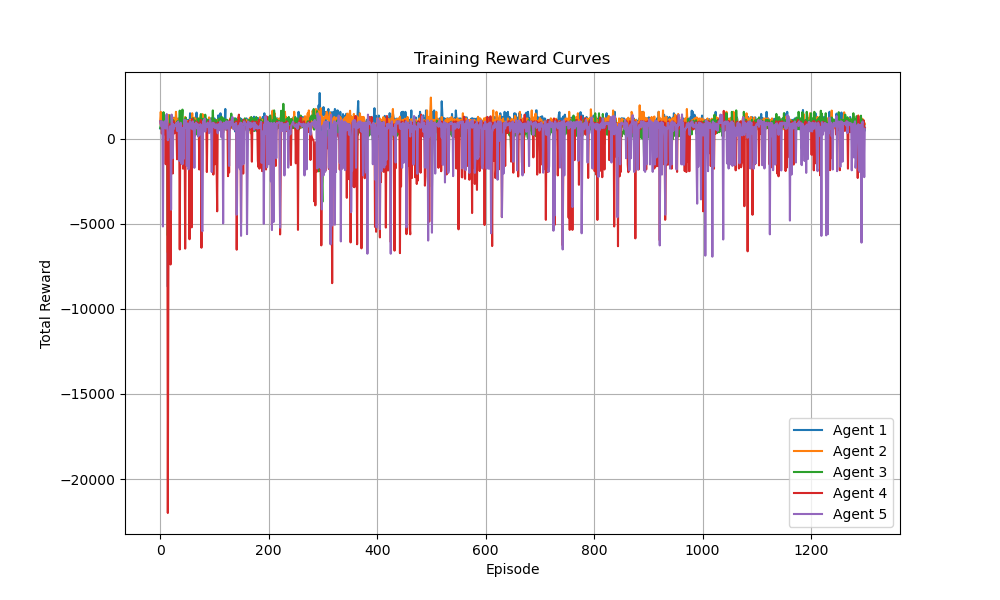 Training Reward Curves
Total Reward
0
−5000
−10000
−15000
−20000
0 200 400 600 800 1000 1200
Episode
Agent 1
Agent 2
Agent 3
Agent 4
Agent 5